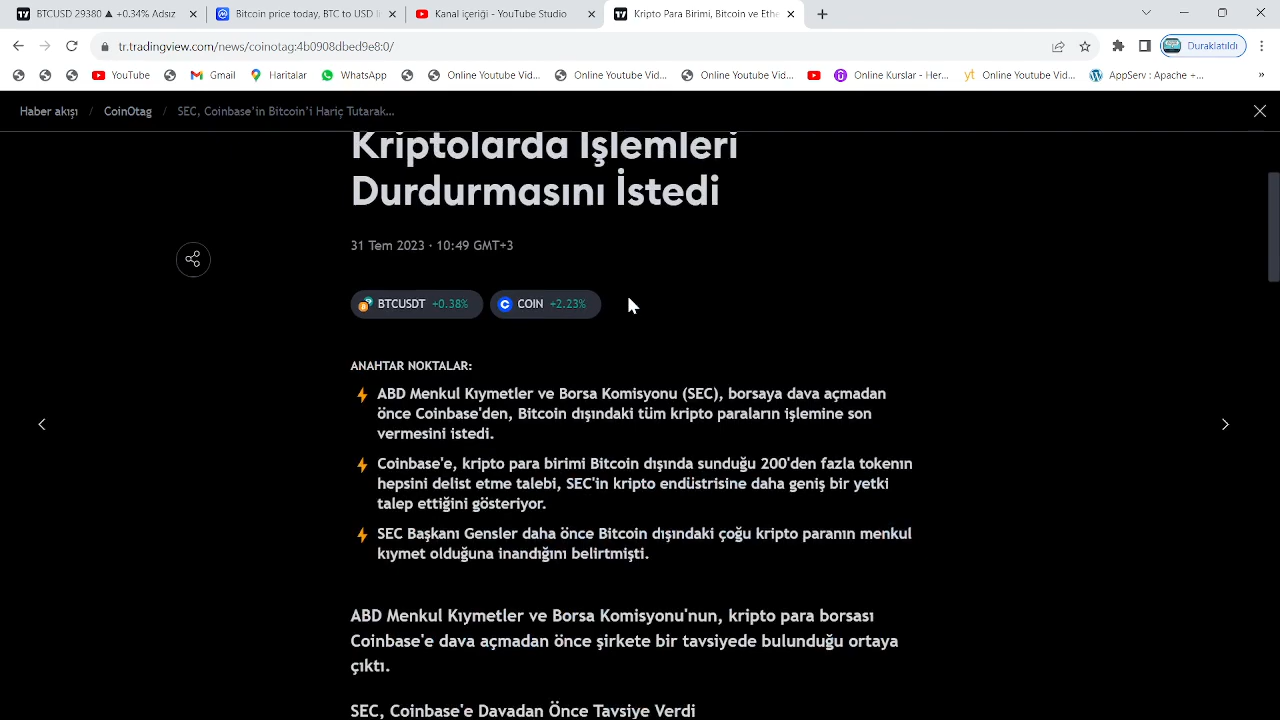 BTCUSD 29380 ▲ +0.34% Adsız
Bitcoin price today, BTC to USD li
Kanal içeriği - YouTube Studio
Kripto Para Birimi, Bitcoin ve Ethe
tr.tradingview.com/news/coinotag:4b0908dbed9e8:0/
Duraklatıldı
YouTube
Gmail
Haritalar
WhatsApp
Online Youtube Vid...
Online Youtube Vid...
Online Youtube Vid...
Online Kurslar - Her...
yt Online Youtube Vid...
AppServ : Apache +...
»
Haber akışı / CoinOtag / SEC, Coinbase'in Bitcoin'i Hariç Tutarak...
Kriptolarda İşlemleri
Durdurmasını İstedi
31 Tem 2023 · 10:49 GMT+3
BTCUSDT +0.38%
COIN +2.23%
ANAHTAR NOKTALAR:
ABD Menkul Kıymetler ve Borsa Komisyonu (SEC), borsaya dava açmadan
önce Coinbase'den, Bitcoin dışındaki tüm kripto paraların işlemine son
vermesini istedi.
Coinbase'e, kripto para birimi Bitcoin dışında sunduğu 200'den fazla tokenın
hepsini delist etme talebi, SEC'in kripto endüstrisine daha geniş bir yetki
talep ettiğini gösteriyor.
SEC Başkanı Gensler daha önce Bitcoin dışındaki çoğu kripto paranın menkul
kıymet olduğuna inandığını belirtmişti.
ABD Menkul Kıymetler ve Borsa Komisyonu'nun, kripto para borsası
Coinbase'e dava açmadan önce şirkete bir tavsiyede bulunduğu ortaya
çıktı.
SEC, Coinbase'e Davadan Önce Tavsiye Verdi